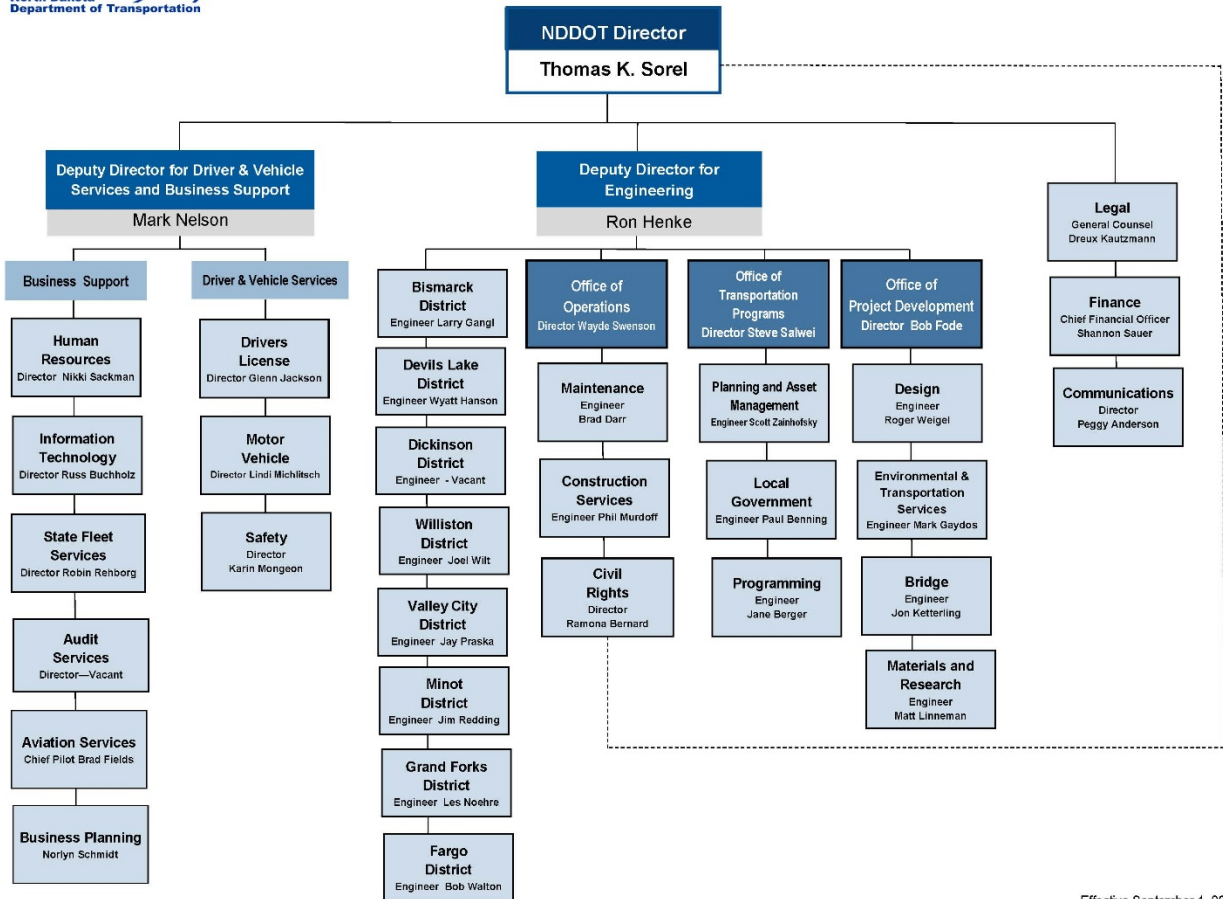 North Dakota
Department of Transportation
NDDOT Director
Thomas K. Sorel
Deputy Director for Driver & Vehicle
Services and Business Support
Mark Nelson
Deputy Director for
Engineering
Ron Henke
Legal
General Counsel
Dreux Kautzmann
Finance
Chief Financial Officer
Shannon Sauer
Communications
Director
Peggy Anderson
Business Support
Human
Resources
Director Nikki Sackman
Information
Technology
Director Russ Buchholz
State Fleet
Services
Director Robin Rehborg
Audit
Services
Director—Vacant
Aviation Services
Chief Pilot Brad Fields
Business Planning
Norlyn Schmidt
Driver & Vehicle Services
Drivers
License
Director Glenn Jackson
Motor
Vehicle
Director Lindi Michlitsch
Safety
Director
Karin Mongeon
Bismarck
District
Engineer Larry Gangl
Devils Lake
District
Engineer Wyatt Hanson
Dickinson
District
Engineer - Vacant
Williston
District
Engineer Joel Wilt
Valley City
District
Engineer Jay Praska
Minot
District
Engineer Jim Redding
Grand Forks
District
Engineer Les Noehre
Fargo
District
Engineer Bob Walton
Office of
Operations
Director Wayde Swenson
Maintenance
Engineer
Brad Darr
Construction
Services
Engineer Phil Murdoff
Civil
Rights
Director
Ramona Bernard
Office of
Transportation
Programs
Director Steve Salwei
Planning and Asset
Management
Engineer Scott Zainhofsky
Local
Government
Engineer Paul Benning
Programming
Engineer
Jane Berger
Office of
Project Development
Director Bob Fode
Design
Engineer
Roger Weigel
Environmental &
Transportation
Services
Engineer Mark Gaydos
Bridge
Engineer
Jon Ketterling
Materials and
Research
Engineer
Matt Linneman
Effective September 1